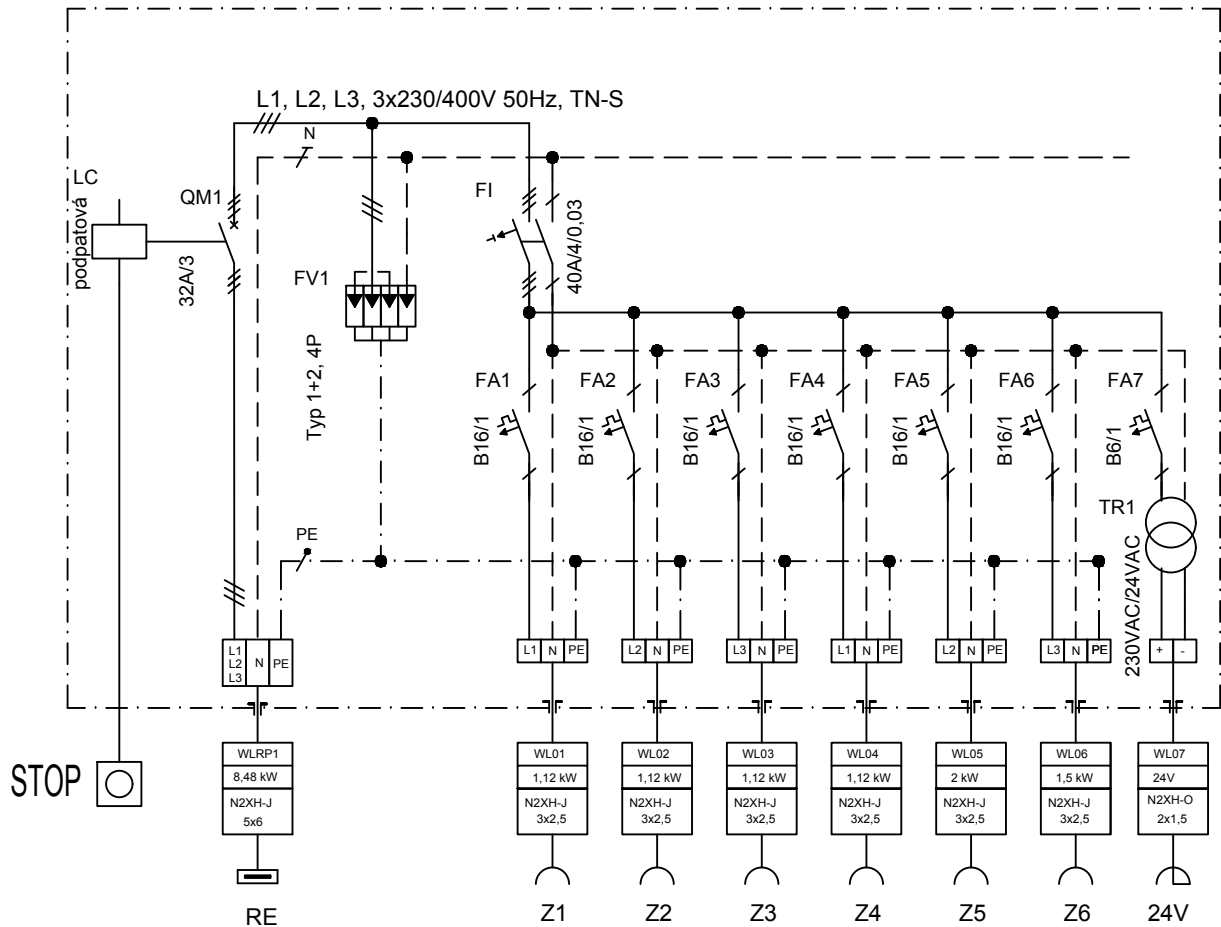 L1, L2, L3, 3x230/400V 50Hz, TN-S
N
LC
podpatová
QM1
32A/3
FV1
Typ 1+2, 4P
FI
40A/4/0,03
FA1
FA2
FA3
FA4
FA5
FA6
FA7
B16/1
B16/1
B16/1
B16/1
B16/1
B16/1
B6/1
TR1
230VAC/24VAC
PE
L1
L2
L3
N
PE
L1 N PE
L2 N PE
L3 N PE
L1 N PE
L2 N PE
L3 N PE
+ -
STOP
WLRP1
8,48 kW
N2XH-J
5x6
RE
WL01
1,12 kW
N2XH-J
3x2,5
Z1
WL02
1,12 kW
N2XH-J
3x2,5
Z2
WL03
1,12 kW
N2XH-J
3x2,5
Z3
WL04
1,12 kW
N2XH-J
3x2,5
Z4
WL05
2 kW
N2XH-J
3x2,5
Z5
WL06
1,5 kW
N2XH-J
3x2,5
Z6
WL07
24V
N2XH-O
2x1,5
24V